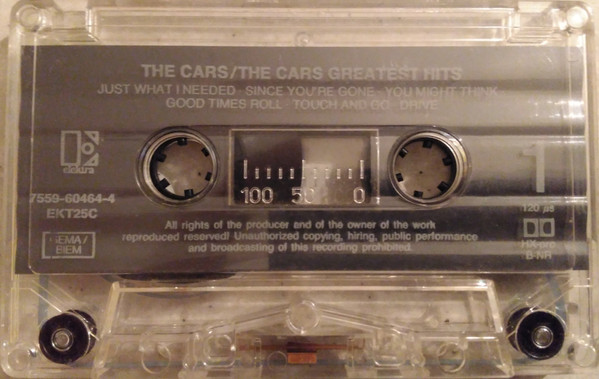 THE CARS/THE CARS GREATEST HITS
JUST WHAT I NEEDED · SINCE YOU'RE GONE · YOU MIGHT THINK
GOOD TIMES ROLL · TOUCH AND GO · DRIVE
elektra
7559-60464-4
EKT25C
GEMA/
BIEM
100 50 0
1
120 µs
HX-pro
B-NR
All rights of the producer and of the owner of the work
reproduced reserved! Unauthorized copying, hiring, public performance
and broadcasting of this recording prohibited.